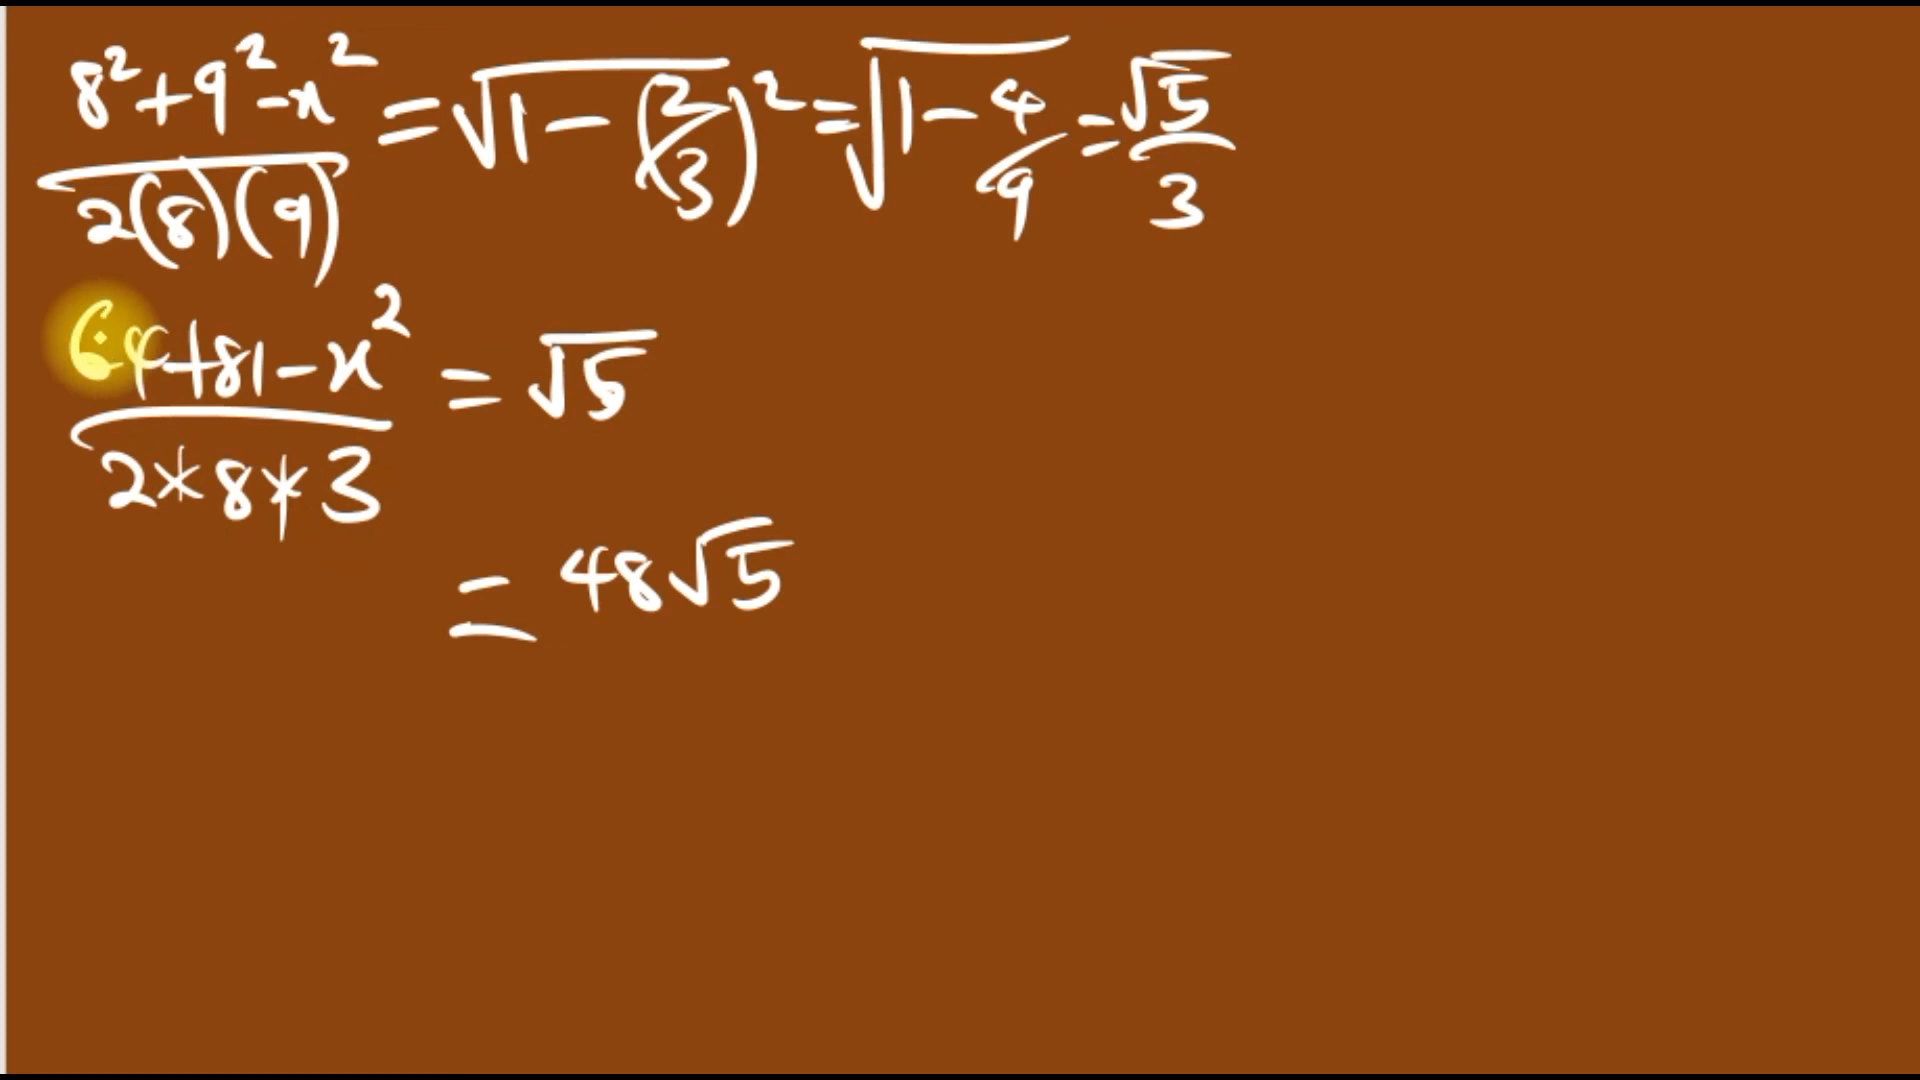 (8²+9²-x²)/(2(8)(9)) = √(1-(2/3)²) = √(1-4/9) = √5/3
(64+81-x²)/(2*8*3) = √5
= 48√5